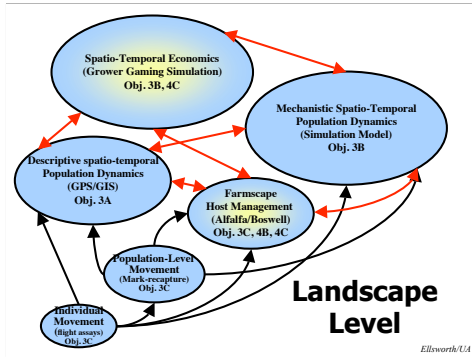 Spatio-Temporal Economics
(Grower Gaming Simulation)
Obj. 3B, 4C
Mechanistic Spatio-Temporal
Population Dynamics
(Simulation Model)
Obj. 3B
Descriptive spatio-temporal
Population Dynamics
(GPS/GIS)
Obj. 3A
Farmscape
Host Management
(Alfalfa/Boswell)
Obj. 3C, 4B, 4C
Population-Level
Movement
(Mark-recapture)
Obj. 3C
Individual
Movement
(flight assays)
Obj. 3C
Landscape
Level
Ellsworth/UA